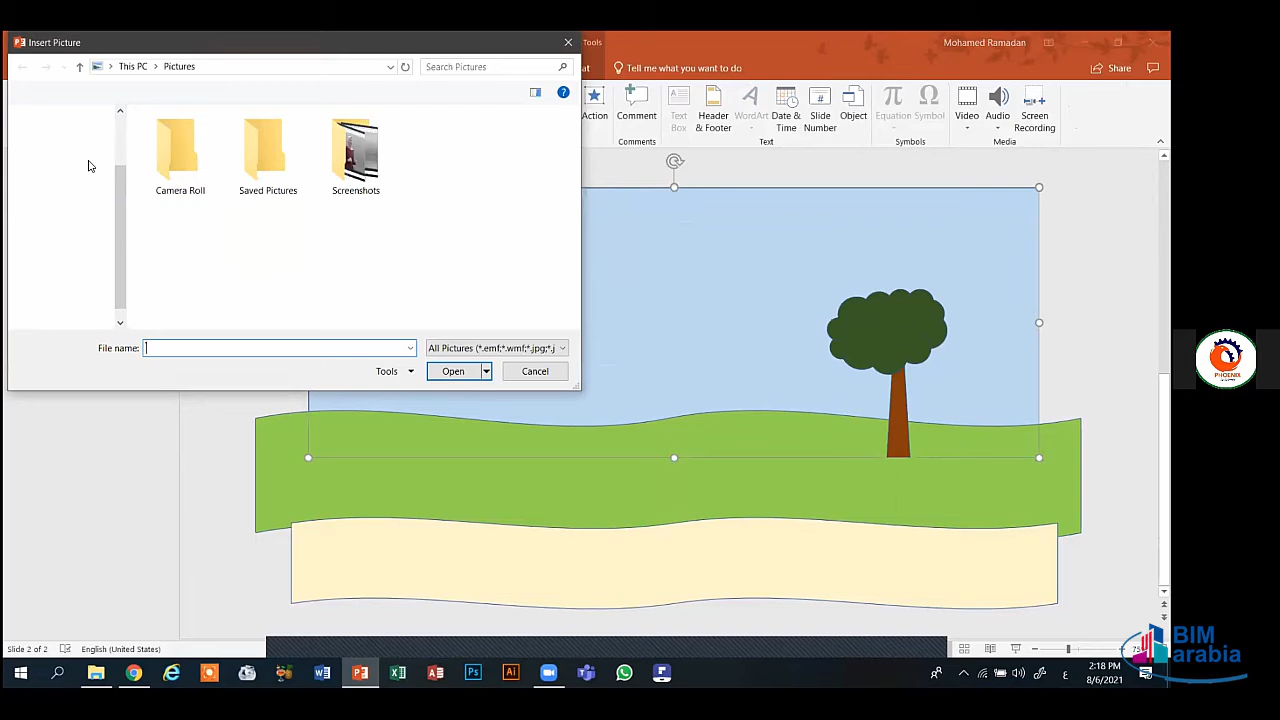 Insert Picture
Tools
Mohamed Ramadan
This PC
Pictures
Search Pictures
Tell me what you want to do
Share
Camera Roll
Saved Pictures
Screenshots
Action
Comment
Text Box
Header & Footer
WordArt
Date & Time
Slide Number
Object
Equation
Symbol
Video
Audio
Screen Recording
Comments
Text
Symbols
Media
File name:
All Pictures (*.emf;*.wmf;*.jpg;*.j
Tools
Open
Cancel
PHOENIX
Slide 2 of 2
English (United States)
BIM
arabia
2:18 PM
8/6/2021